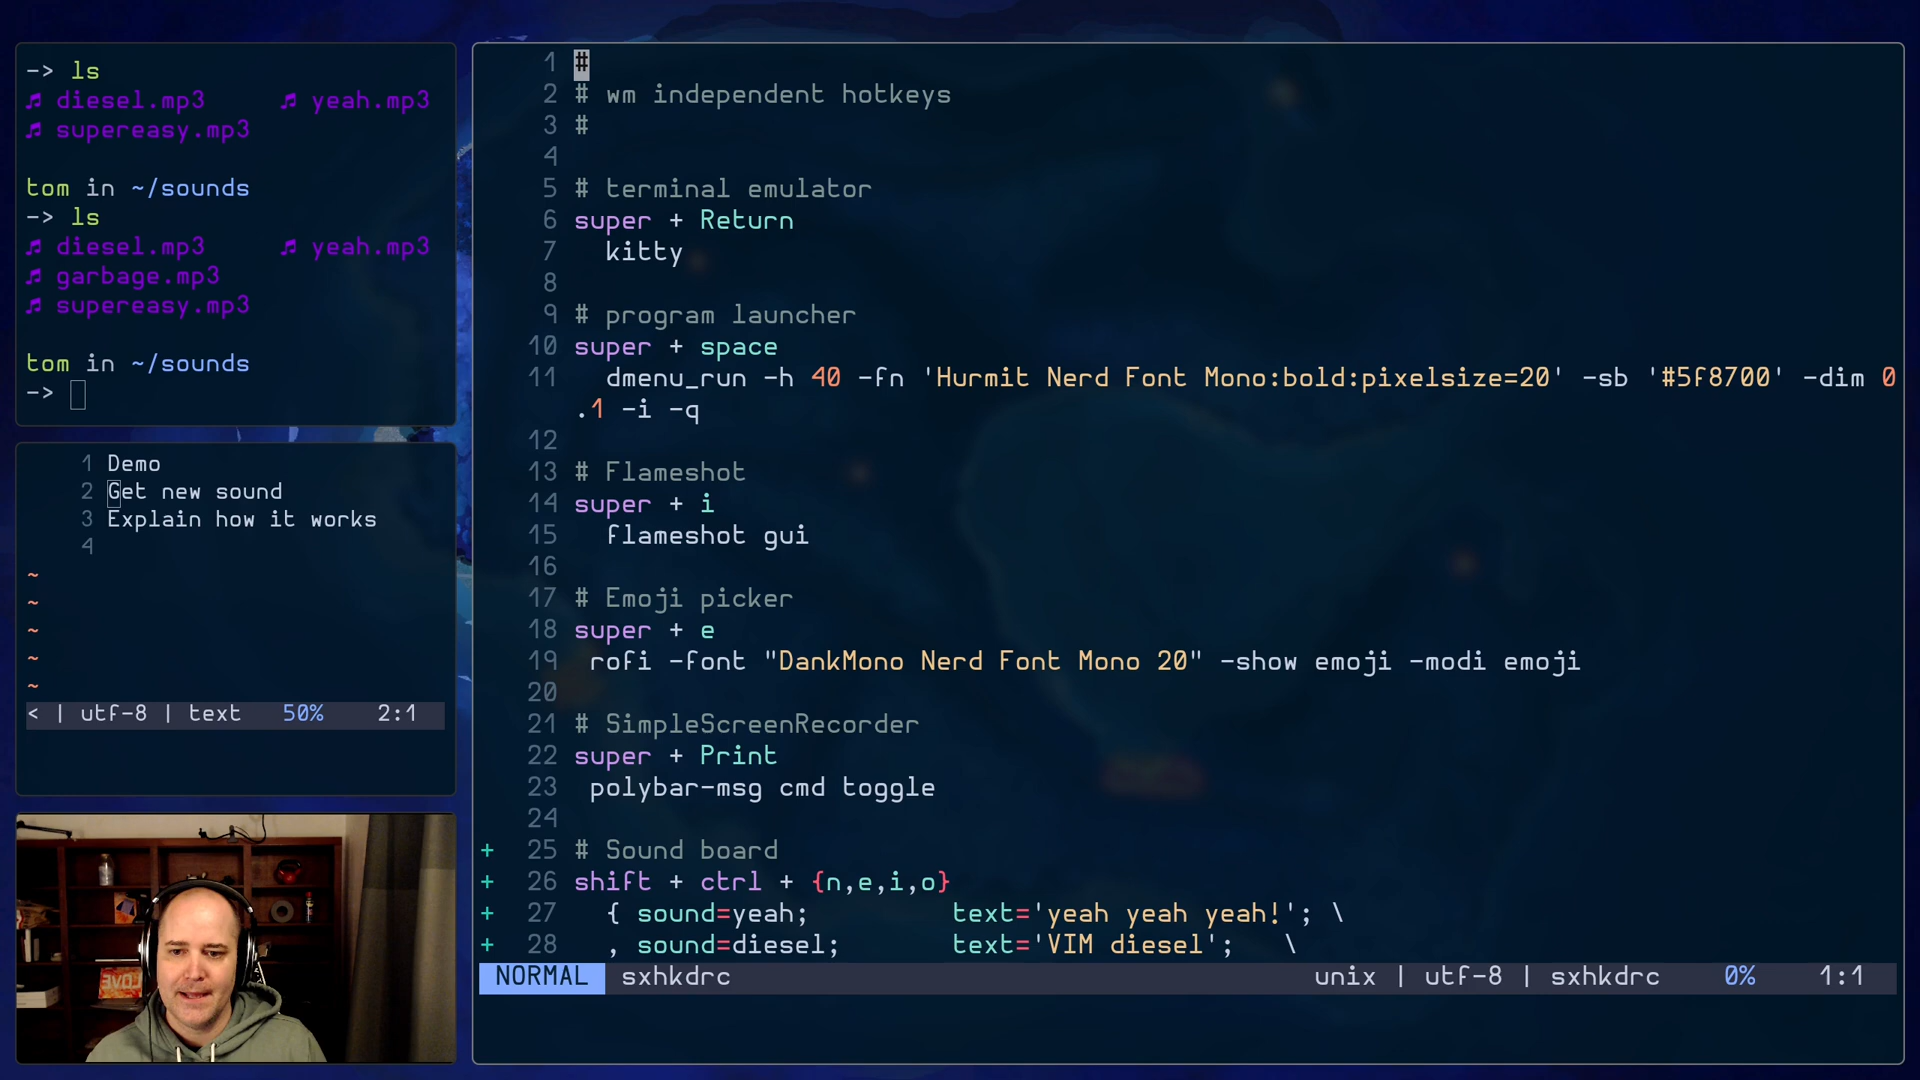 -> ls
diesel.mp3 yeah.mp3
supereasy.mp3
tom in ~/sounds
-> ls
diesel.mp3 yeah.mp3
garbage.mp3
supereasy.mp3
tom in ~/sounds
->
1 Demo
2 Get new sound
3 Explain how it works
4
~
~
~
~
~
< | utf-8 | text 50% 2:1
LOVE
1 #
2 # wm independent hotkeys
3 #
4
5 # terminal emulator
6 super + Return
7 kitty
8
9 # program launcher
10 super + space
11 dmenu_run -h 40 -fn 'Hurmit Nerd Font Mono:bold:pixelsize=20' -sb '#5f8700' -dim 0
.1 -i -q
12
13 # Flameshot
14 super + i
15 flameshot gui
16
17 # Emoji picker
18 super + e
19 rofi -font "DankMono Nerd Font Mono 20" -show emoji -modi emoji
20
21 # SimpleScreenRecorder
22 super + Print
23 polybar-msg cmd toggle
24
+ 25 # Sound board
+ 26 shift + ctrl + {n,e,i,o}
+ 27 { sound=yeah; text='yeah yeah yeah!'; \
+ 28 , sound=diesel; text='VIM diesel'; \
NORMAL sxhkdrc unix | utf-8 | sxhkdrc 0% 1:1